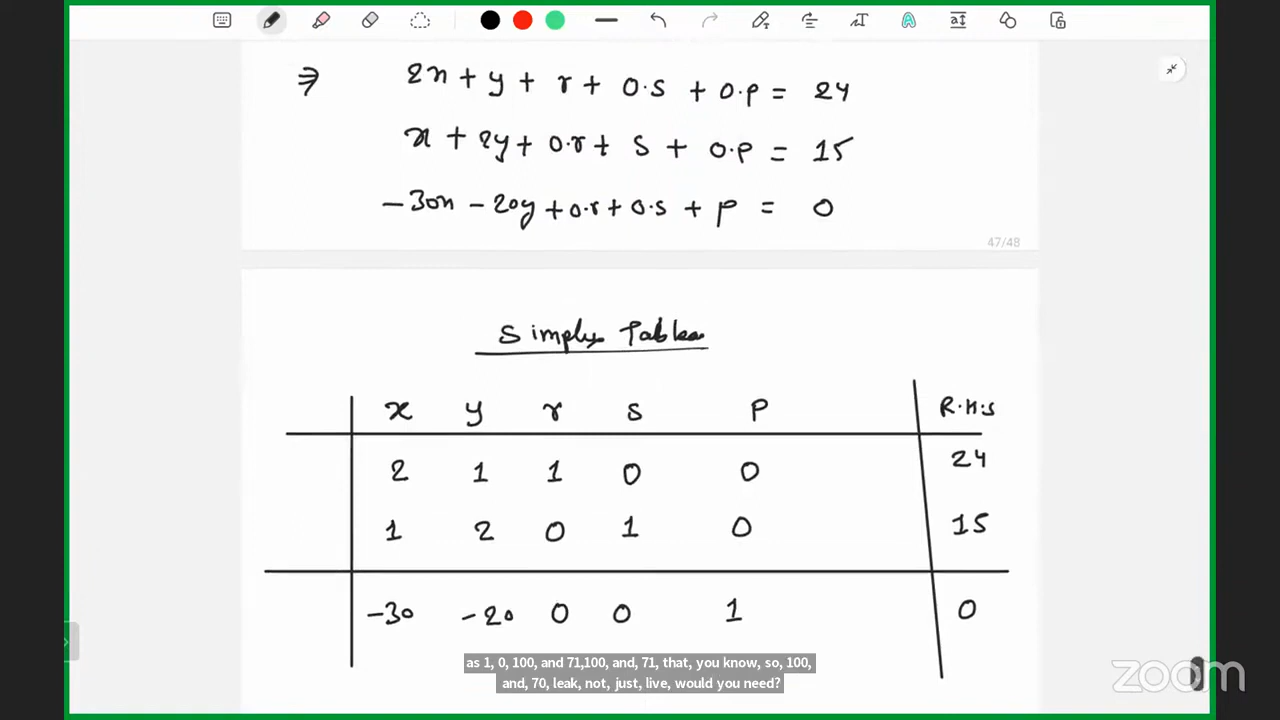 ⇒ 2x + y + r + 0·s + 0·p = 24
x + 2y + 0·r + s + 0·p = 15
-30x - 20y + 0·r + 0·s + p = 0
47/48
Simplex Tableu
x y r s P R.H.S
2 1 1 0 0 24
1 2 0 1 0 15
-30 -20 0 0 1 0
as 1, 0, 100, and 71,100, and, 71, that, you know, so, 100,
and, 70, leak, not, just, live, would you need?
zoom